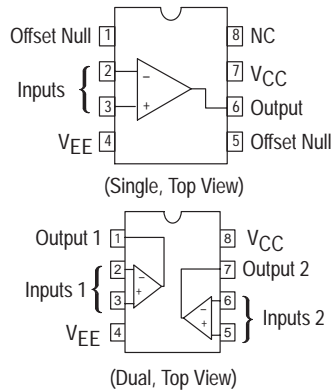 Offset Null 1 8 NC
2 − 7 VCC
Inputs
3 + 6 Output
VEE 4 5 Offset Null
(Single, Top View)
Output 1 1 8 VCC
2 − 7 Output 2
Inputs 1
3 + − 6
Inputs 2
VEE 4 + 5
(Dual, Top View)